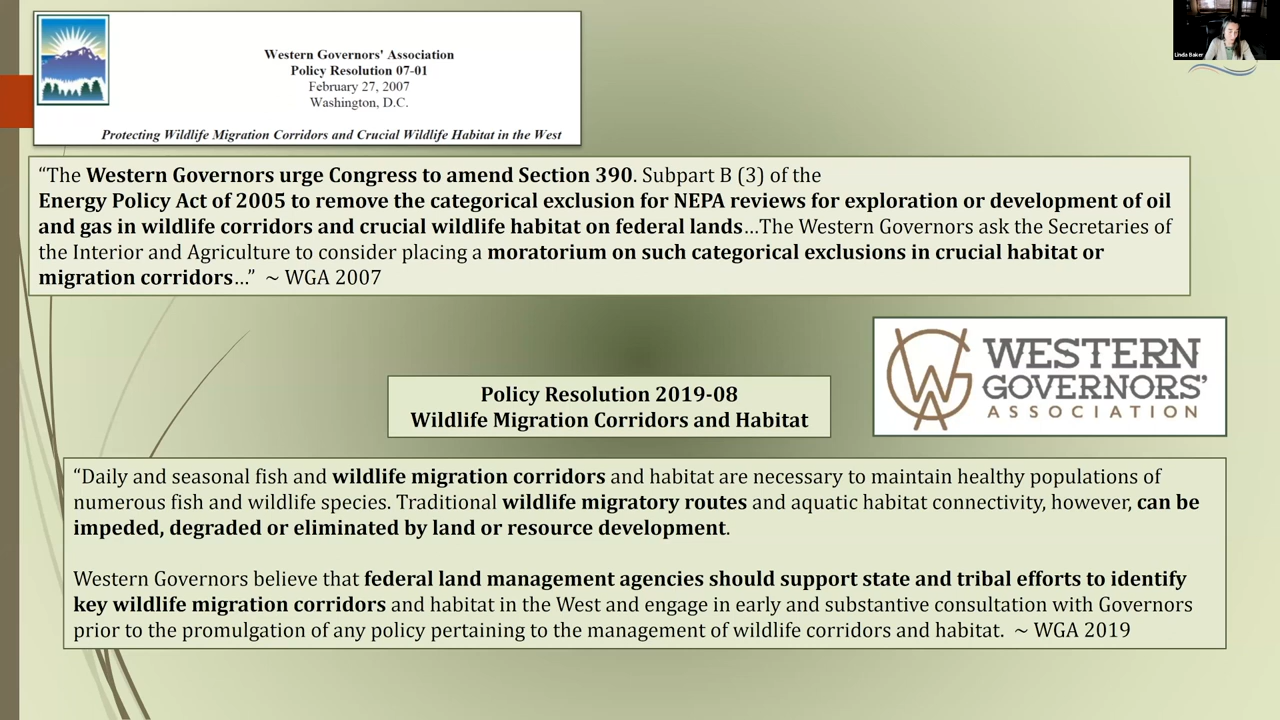 Western Governors' Association
Policy Resolution 07-01
February 27, 2007
Washington, D.C.
Protecting Wildlife Migration Corridors and Crucial Wildlife Habitat in the West
Linda Baker
“The Western Governors urge Congress to amend Section 390. Subpart B (3) of the
Energy Policy Act of 2005 to remove the categorical exclusion for NEPA reviews for exploration or development of oil
and gas in wildlife corridors and crucial wildlife habitat on federal lands…The Western Governors ask the Secretaries of
the Interior and Agriculture to consider placing a moratorium on such categorical exclusions in crucial habitat or
migration corridors…” ~ WGA 2007
WGA
WESTERN
GOVERNORS'
ASSOCIATION
Policy Resolution 2019-08
Wildlife Migration Corridors and Habitat
“Daily and seasonal fish and wildlife migration corridors and habitat are necessary to maintain healthy populations of
numerous fish and wildlife species. Traditional wildlife migratory routes and aquatic habitat connectivity, however, can be
impeded, degraded or eliminated by land or resource development.
Western Governors believe that federal land management agencies should support state and tribal efforts to identify
key wildlife migration corridors and habitat in the West and engage in early and substantive consultation with Governors
prior to the promulgation of any policy pertaining to the management of wildlife corridors and habitat. ~ WGA 2019